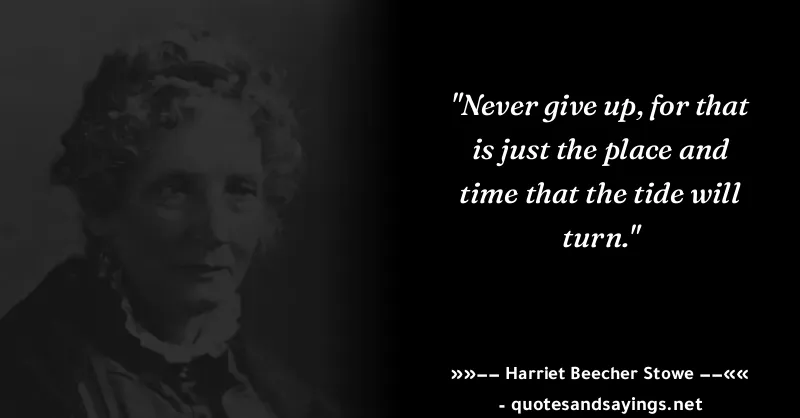 "Never give up, for that
is just the place and
time that the tide will
turn."
»»–– Harriet Beecher Stowe ––««
- quotesandsayings.net